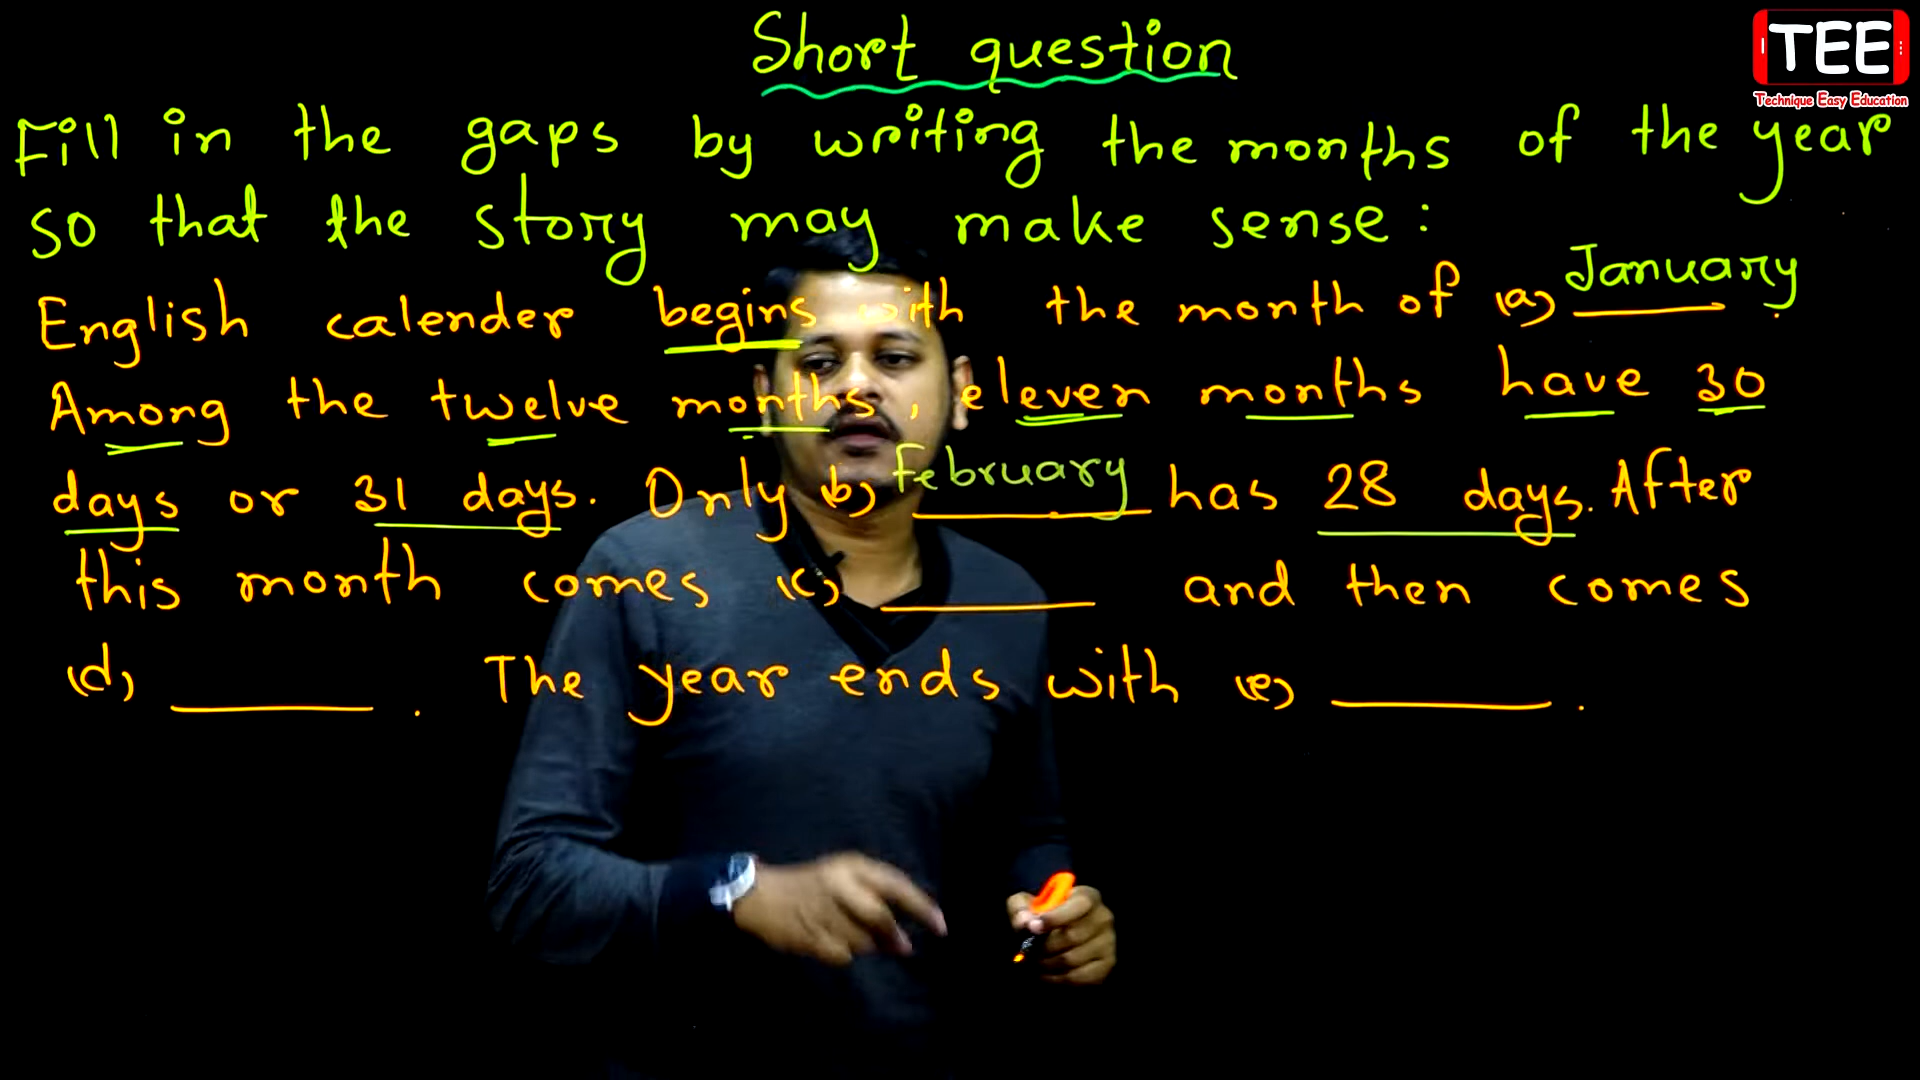 Short question
TEE
Technique Easy Education
Fill in the gaps by writing the months of the year
so that the story may make sense:
English calender begins with the month of (a) January.
Among the twelve months, eleven months have 30
days or 31 days. Only (b) February has 28 days. After
this month comes (c) ________ and then comes
(d) ________. The year ends with (e) ________.